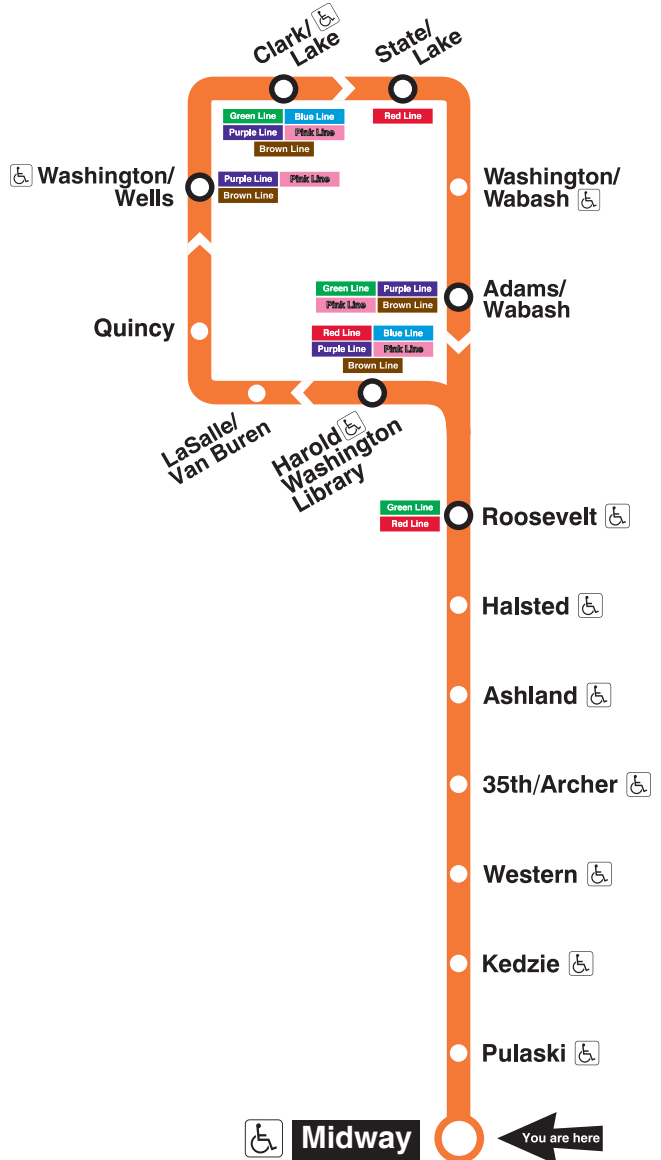 Clark/
Lake
State/
Lake
Green Line Blue Line
Purple Line Pink Line
Brown Line
Red Line
Washington/
Wells
Purple Line Pink Line
Brown Line
Washington/
Wabash
Green Line Purple Line
Pink Line Brown Line
Adams/
Wabash
Quincy
Red Line Blue Line
Purple Line Pink Line
Brown Line
LaSalle/
Van Buren
Harold
Washington
Library
Green Line
Red Line
Roosevelt
Halsted
Ashland
35th/Archer
Western
Kedzie
Pulaski
Midway
You are here